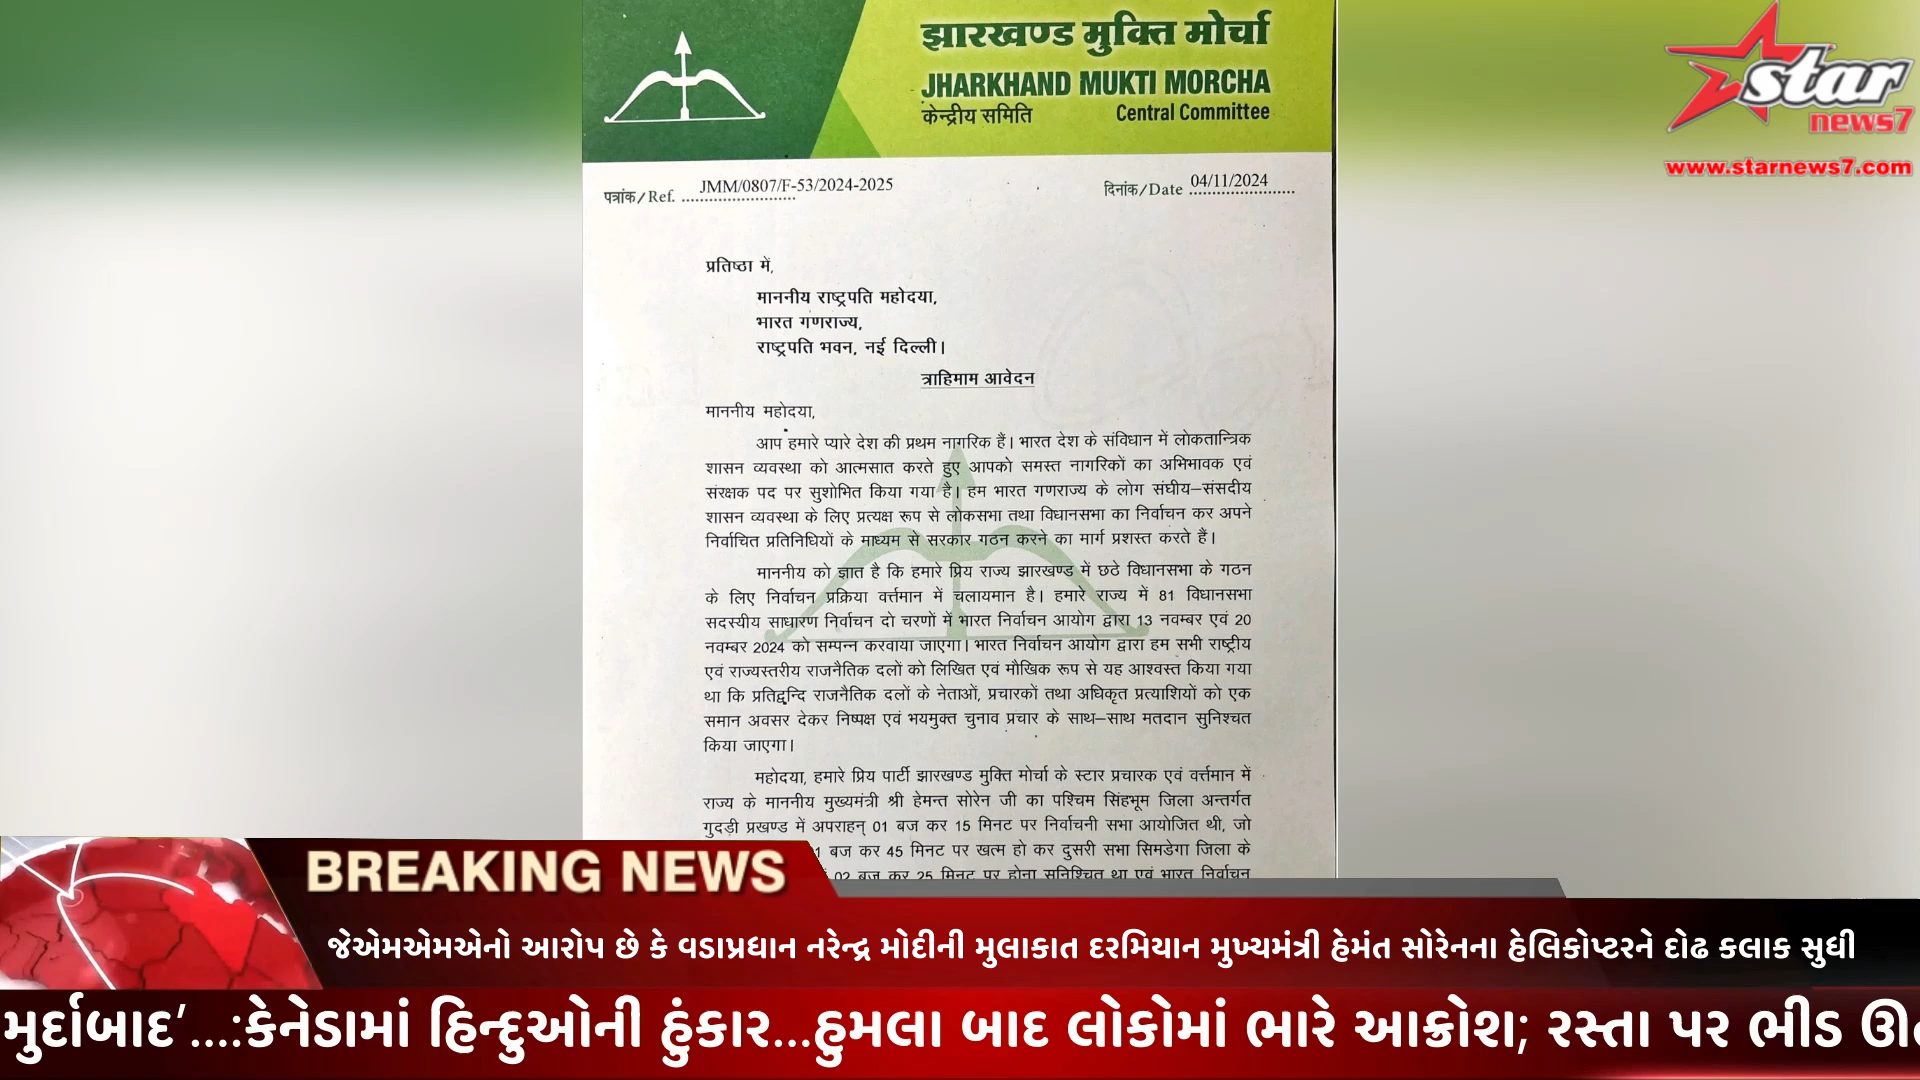 झारखण्ड मुक्ति मोर्चा
JHARKHAND MUKTI MORCHA
केन्द्रीय समिति Central Committee
star
news7
www.starnews7.com
पत्रांक/Ref. JMM/0807/F-53/2024-2025 दिनांक/Date 04/11/2024
प्रतिष्ठा में,
माननीय राष्ट्रपति महोदया,
भारत गणराज्य,
राष्ट्रपति भवन, नई दिल्ली।
त्राहिमाम आवेदन
माननीय महोदया,
आप हमारे प्यारे देश की प्रथम नागरिक हैं। भारत देश के संविधान में लोकतान्त्रिक
शासन व्यवस्था को आत्मसात करते हुए आपको समस्त नागरिकों का अभिभावक एवं
संरक्षक पद पर सुशोभित किया गया है। हम भारत गणराज्य के लोग संघीय–संसदीय
शासन व्यवस्था के लिए प्रत्यक्ष रूप से लोकसभा तथा विधानसभा का निर्वाचन कर अपने
निर्वाचित प्रतिनिधियों के माध्यम से सरकार गठन करने का मार्ग प्रशस्त करते हैं।
माननीय को ज्ञात है कि हमारे प्रिय राज्य झारखण्ड में छठे विधानसभा के गठन
के लिए निर्वाचन प्रक्रिया वर्त्तमान में चलायमान है। हमारे राज्य में 81 विधानसभा
सदस्यीय साधारण निर्वाचन दो चरणों में भारत निर्वाचन आयोग द्वारा 13 नवम्बर एवं 20
नवम्बर 2024 को सम्पन्न करवाया जाएगा। भारत निर्वाचन आयोग द्वारा हम सभी राष्ट्रीय
एवं राज्यस्तरीय राजनैतिक दलों को लिखित एवं मौखिक रूप से यह आश्वस्त किया गया
था कि प्रतिद्वन्दि राजनैतिक दलों के नेताओं, प्रचारकों तथा अधिकृत प्रत्याशियों को एक
समान अवसर देकर निष्पक्ष एवं भयमुक्त चुनाव प्रचार के साथ–साथ मतदान सुनिश्चत
किया जाएगा।
महोदया, हमारे प्रिय पार्टी झारखण्ड मुक्ति मोर्चा के स्टार प्रचारक एवं वर्त्तमान में
राज्य के माननीय मुख्यमंत्री श्री हेमन्त सोरेन जी का पश्चिम सिंहभूम जिला अन्तर्गत
गुदड़ी प्रखण्ड में अपराहन् 01 बज कर 15 मिनट पर निर्वाचनी सभा आयोजित थी, जो
बज कर 45 मिनट पर खत्म हो कर दुसरी सभा सिमडेगा जिला के
02 बज कर 25 मिनट पर होना सुनिश्चित था एवं भारत निर्वाचन
BREAKING NEWS
જેએમએમએનો આરોપ છે કે વડાપ્રધાન નરેન્દ્ર મોદીની મુલાકાત દરમિયાન મુખ્યમંત્રી હેમંત સોરેનના હેલિકોપ્ટરને દોઢ કલાક સુધી
મુર્દાબાદ’...:કેનેડામાં હિન્દુઓની હુંકાર...હુમલા બાદ લોકોમાં ભારે આક્રોશ; રસ્તા પર ભીડ